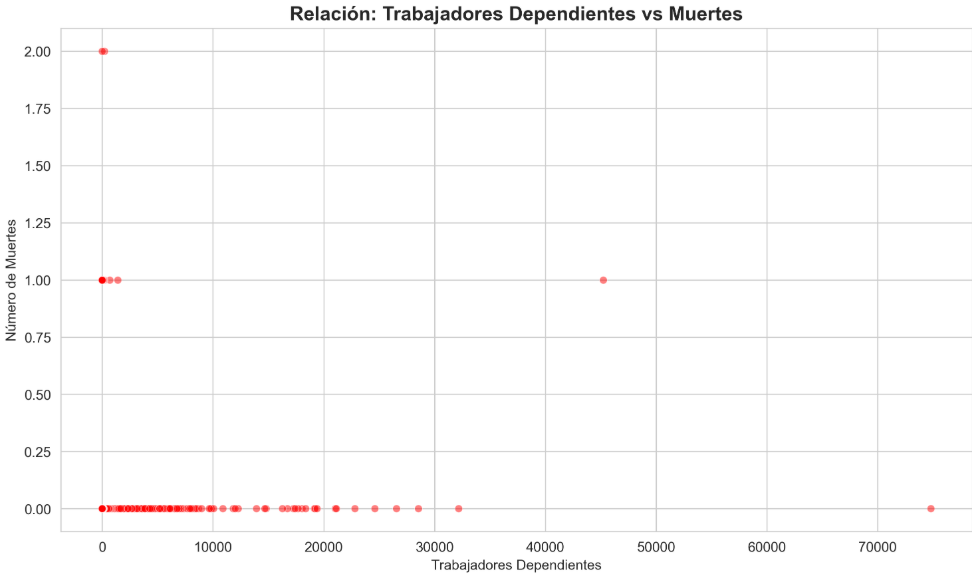 Relación: Trabajadores Dependientes vs Muertes
Número de Muertes
2.00
1.75
1.50
1.25
1.00
0.75
0.50
0.25
0.00
0 10000 20000 30000 40000 50000 60000 70000
Trabajadores Dependientes